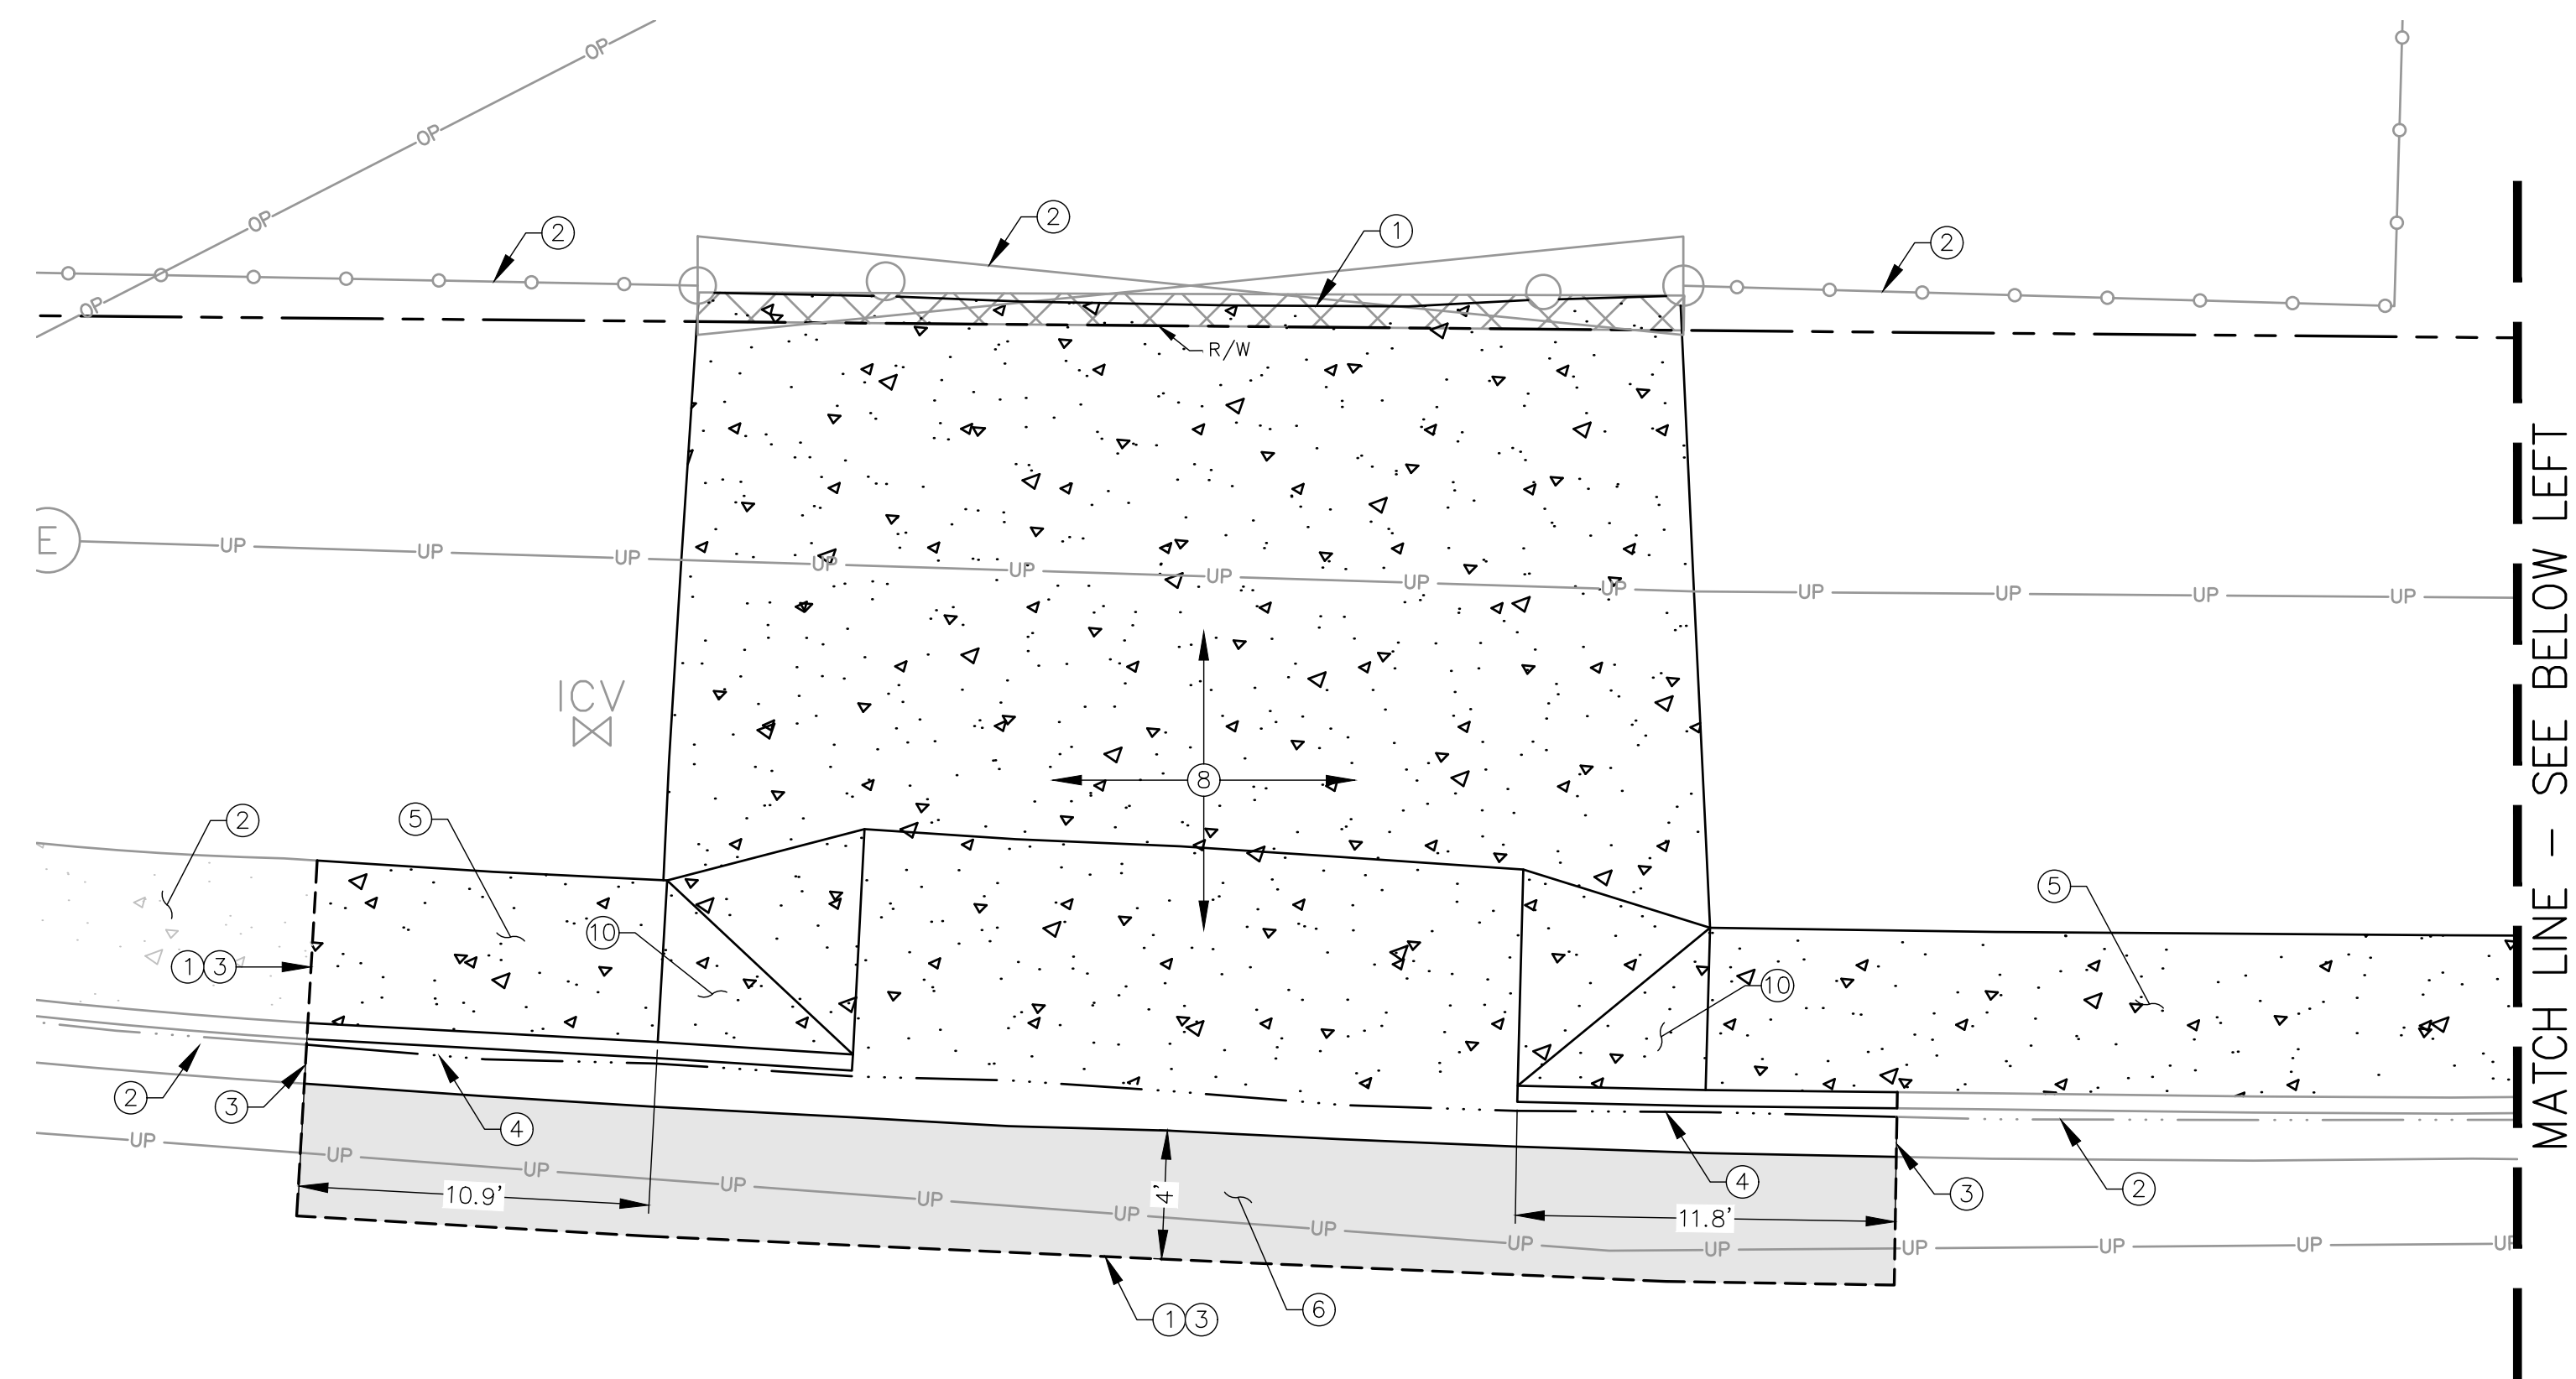 OP
OP
OP
OP
2
2
1
2
R/W
E
UP UP UP UP UP UP UP UP UP UP UP UP
ICV
8
2
5
10
1 3
5
10
2
3
4
4
3
2
UP UP UP UP UP UP UP UP UP UP UP UP UP
10.9'
4'
11.8'
1 3
6
MATCH LINE – SEE BELOW LEFT